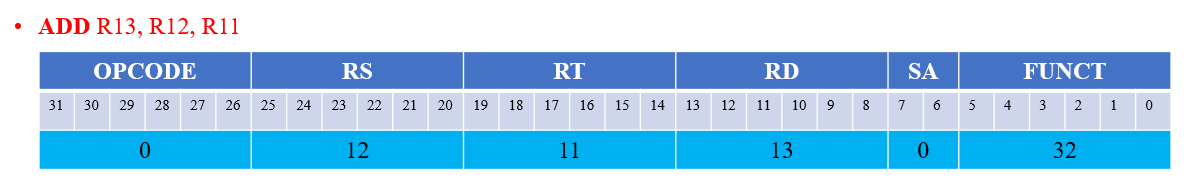 • ADD R13, R12, R11
OPCODE RS RT RD SA FUNCT
31 30 29 28 27 26 25 24 23 22 21 20 19 18 17 16 15 14 13 12 11 10 9 8 7 6 5 4 3 2 1 0
0 12 11 13 0 32